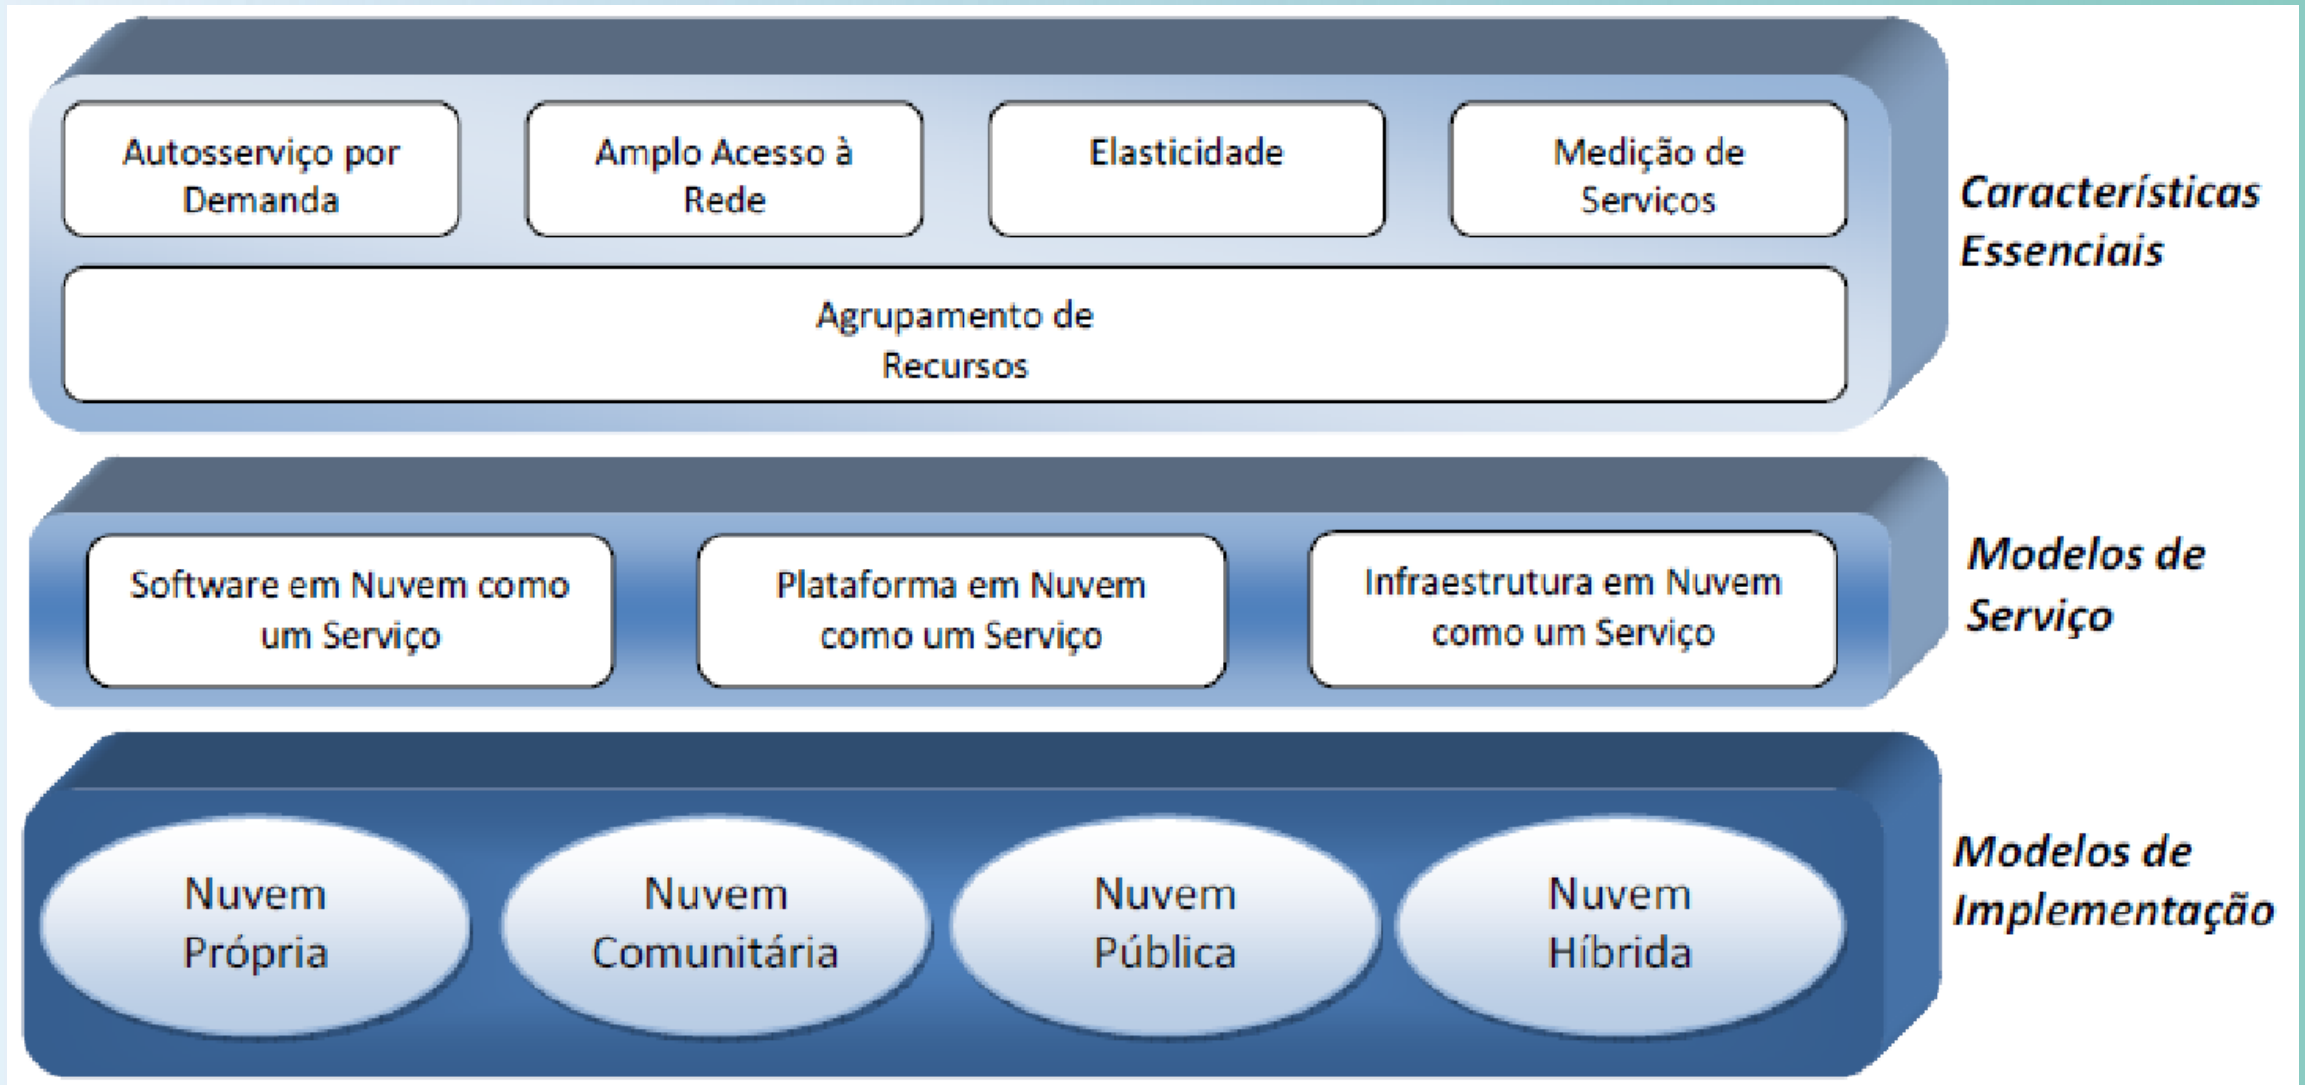 Autosserviço por
Demanda
Amplo Acesso à
Rede
Elasticidade
Medição de
Servicos
Agrupamento de
Recursos
Características
Essenciais
Software em Nuvem como
um Serviço
Plataforma em Nuvem
como um Serviço
Infraestrutura em Nuvem
como um Serviço
Modelos de
Serviço
Nuvem
Própria
Nuvem
Comunitária
Nuvem
Pública
Nuvem
Híbrida
Modelos de
Implementação